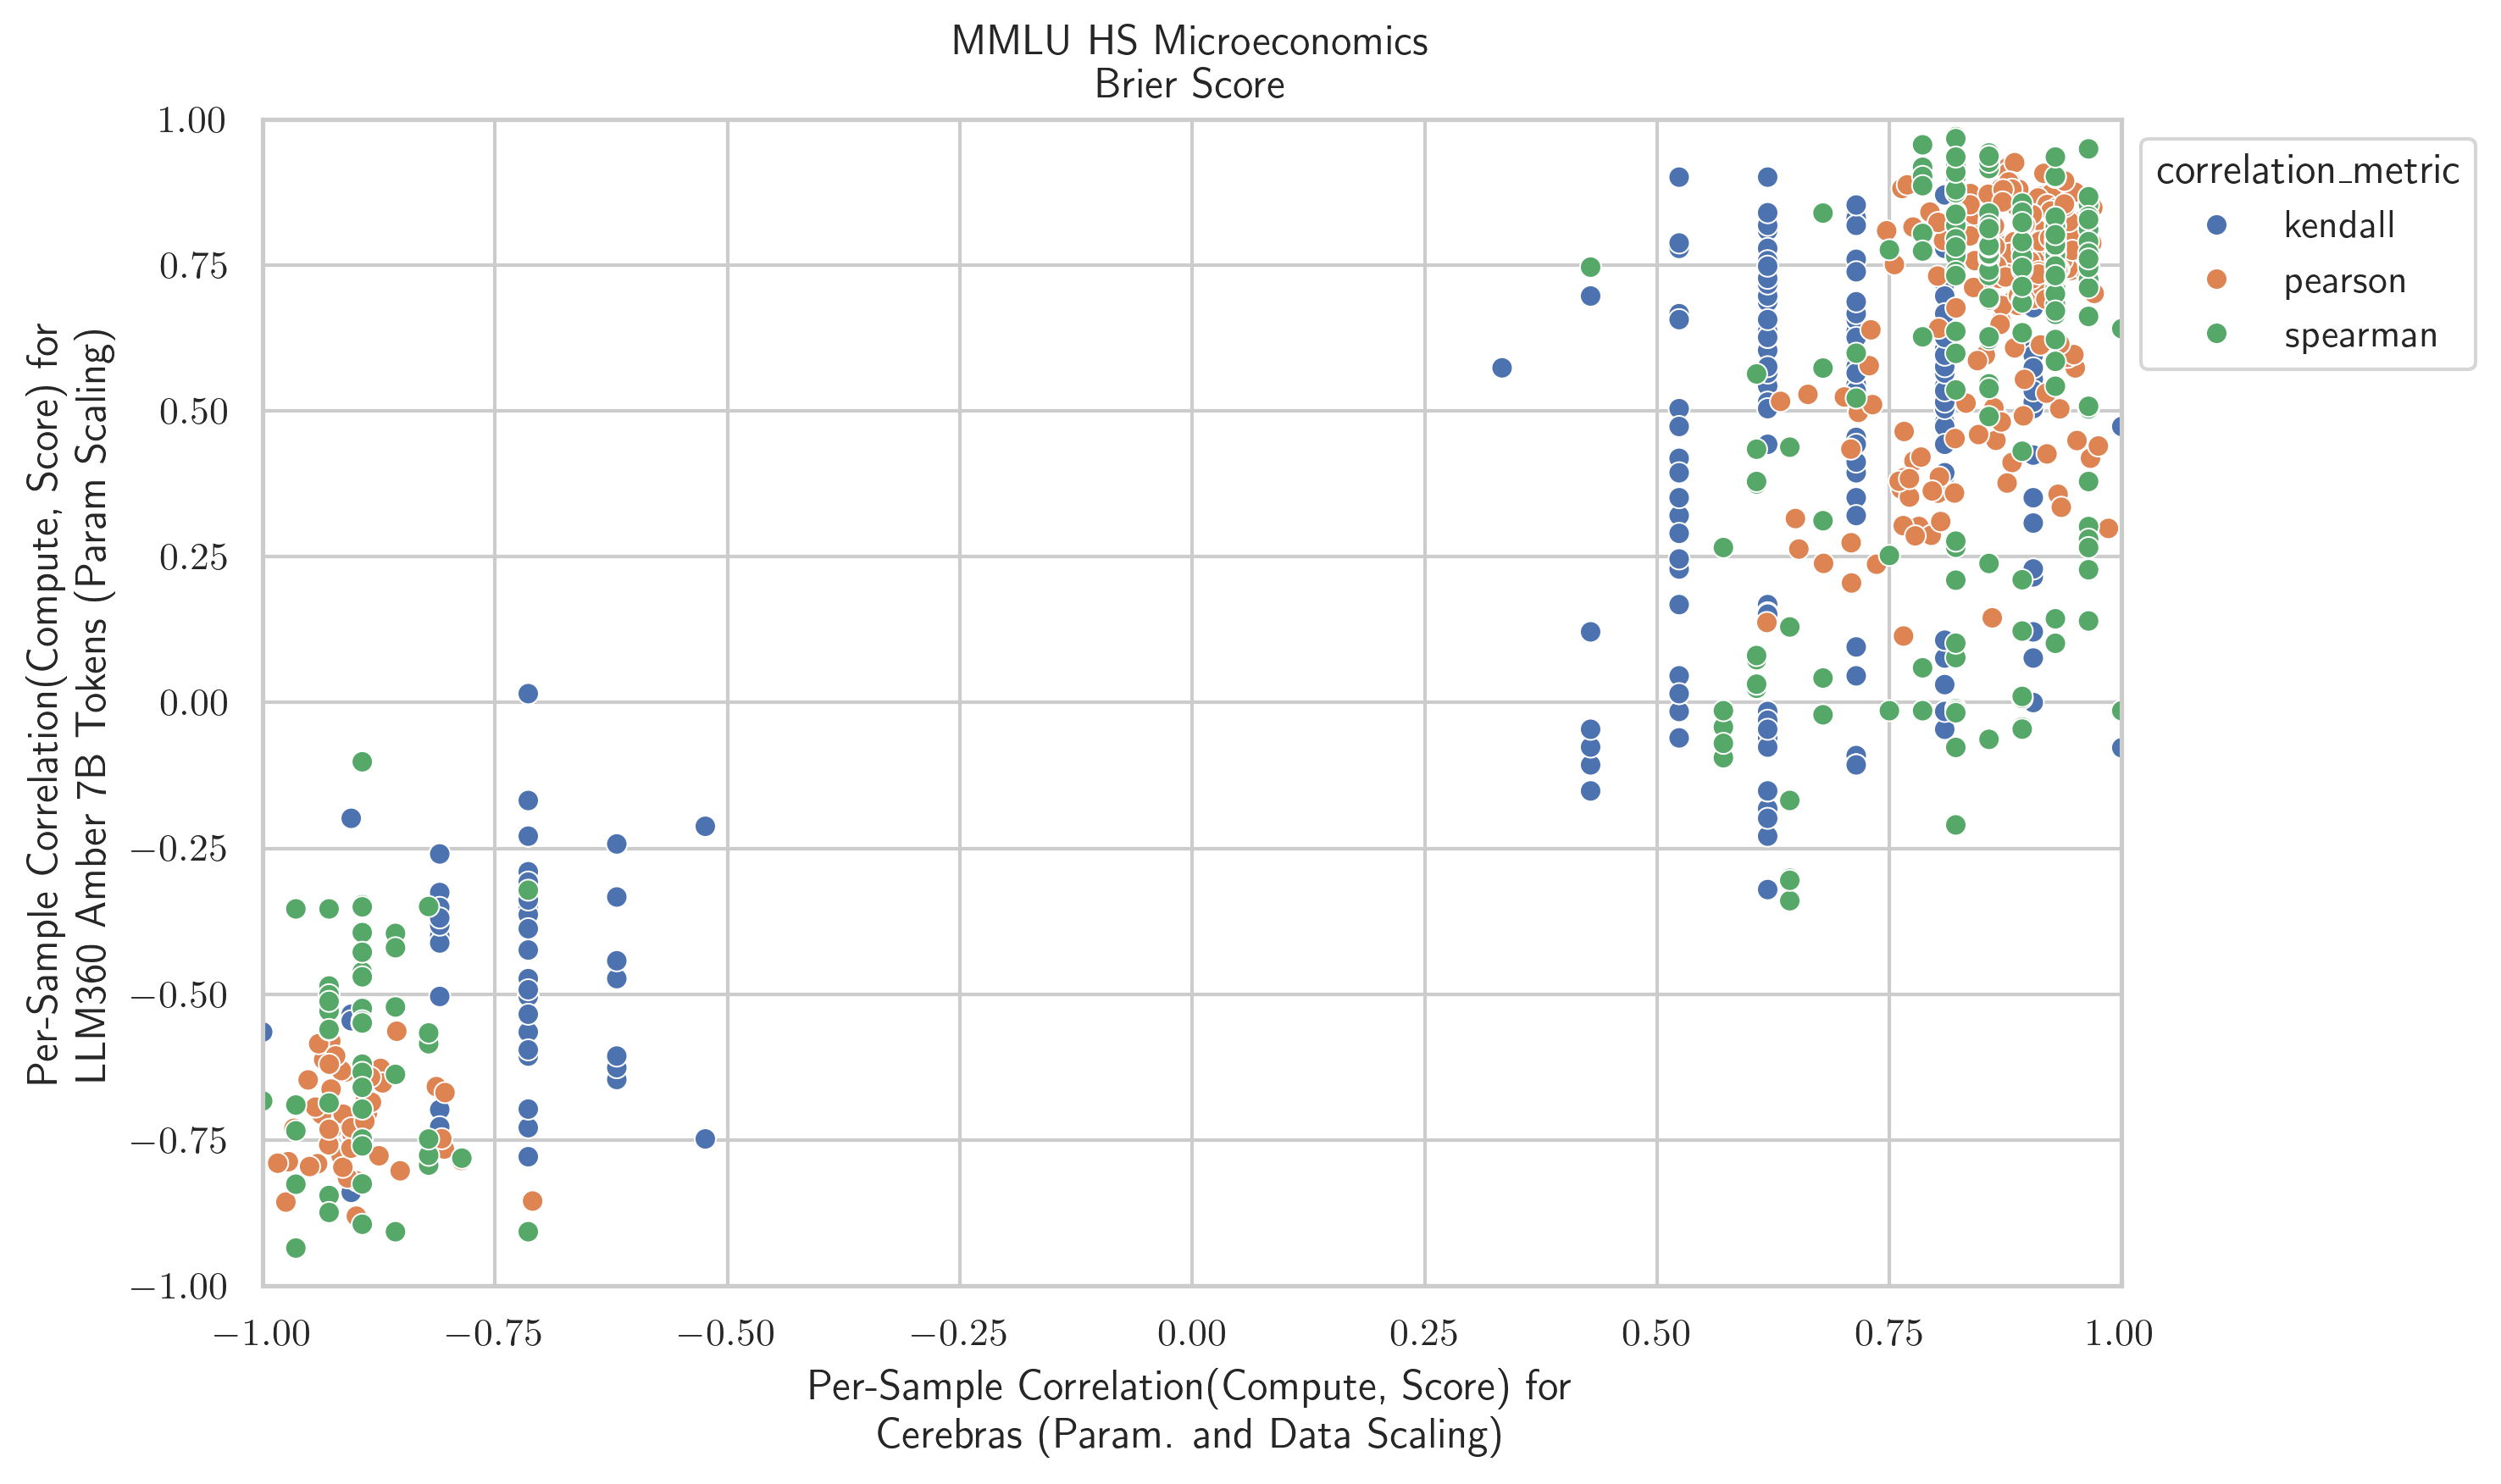 MMLU HS Microeconomics
Brier Score
Per-Sample Correlation(Compute, Score) for
LLM360 Amber 7B Tokens (Param Scaling)
1.00
0.75
0.50
0.25
0.00
−0.25
−0.50
−0.75
−1.00
−1.00 −0.75 −0.50 −0.25 0.00 0.25 0.50 0.75 1.00
Per-Sample Correlation(Compute, Score) for
Cerebras (Param. and Data Scaling)
correlation_metric
kendall
pearson
spearman